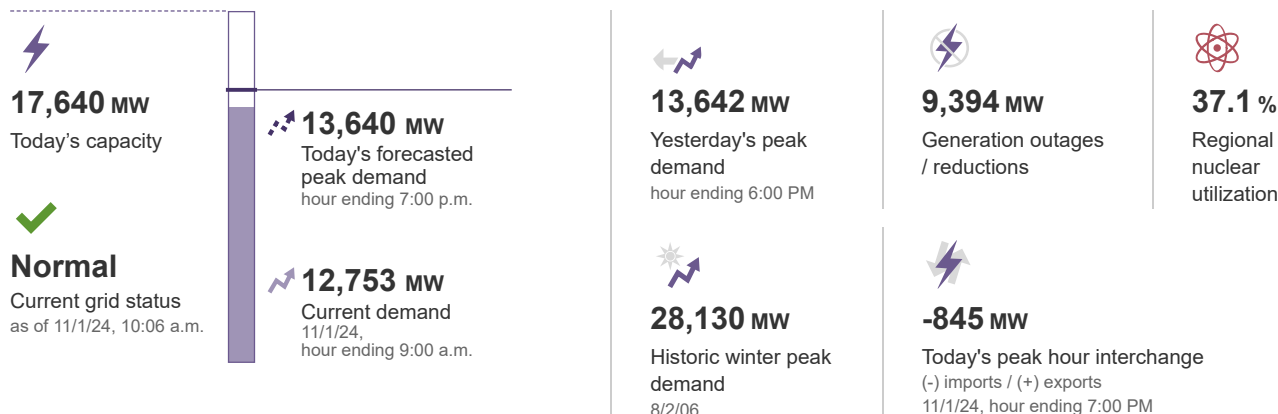 17,640 MW
Today's capacity
Normal
Current grid status
as of 11/1/24, 10:06 a.m.
13,640 MW
Today's forecasted
peak demand
hour ending 7:00 p.m.
12,753 MW
Current demand
11/1/24,
hour ending 9:00 a.m.
13,642 MW
Yesterday's peak
demand
hour ending 6:00 PM
9,394 MW
Generation outages
/ reductions
37.1 %
Regional
nuclear
utilization
28,130 MW
Historic winter peak
demand
8/2/06
-845 MW
Today's peak hour interchange
(-) imports / (+) exports
11/1/24, hour ending 7:00 PM